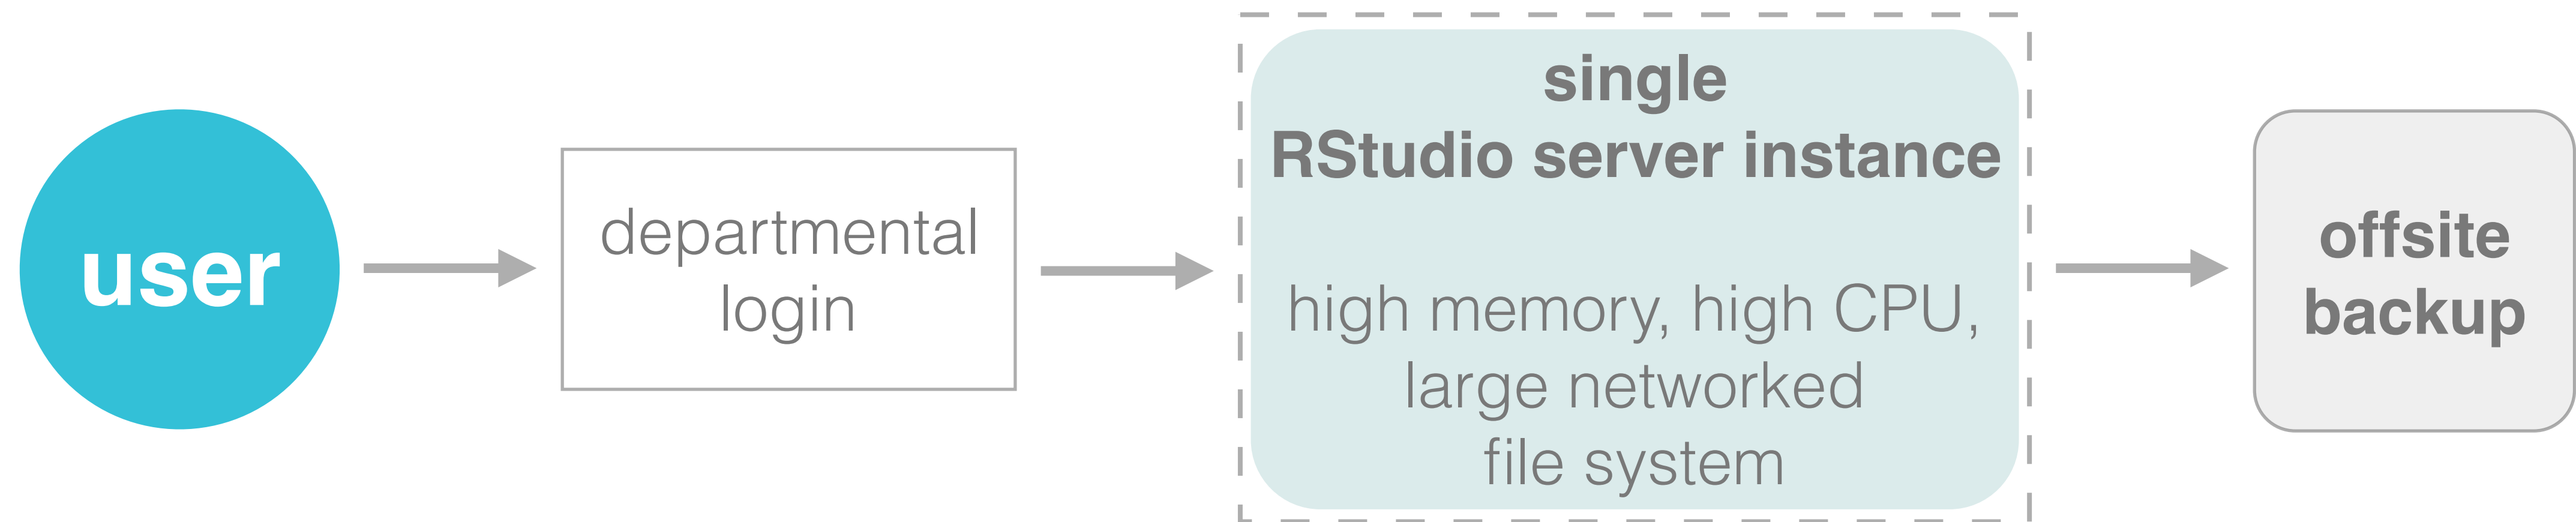 user
departmental
login
single
RStudio server instance
high memory, high CPU,
large networked
file system
offsite
backup